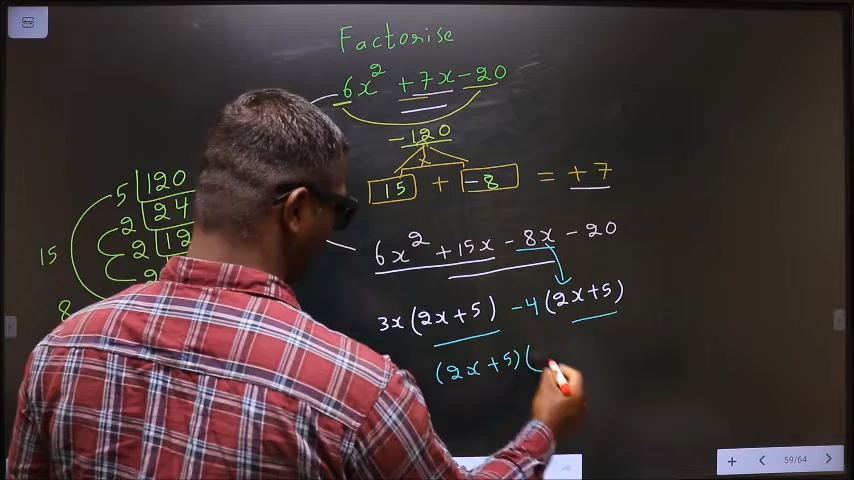 Factorise
6x² +7x -20
-120
x
15 + -8 = +7
5 120
2 24
2 12
2
15
8
6x² +15x -8x -20
3x(2x+5) -4(2x+5)
(2x+5)(
59/64